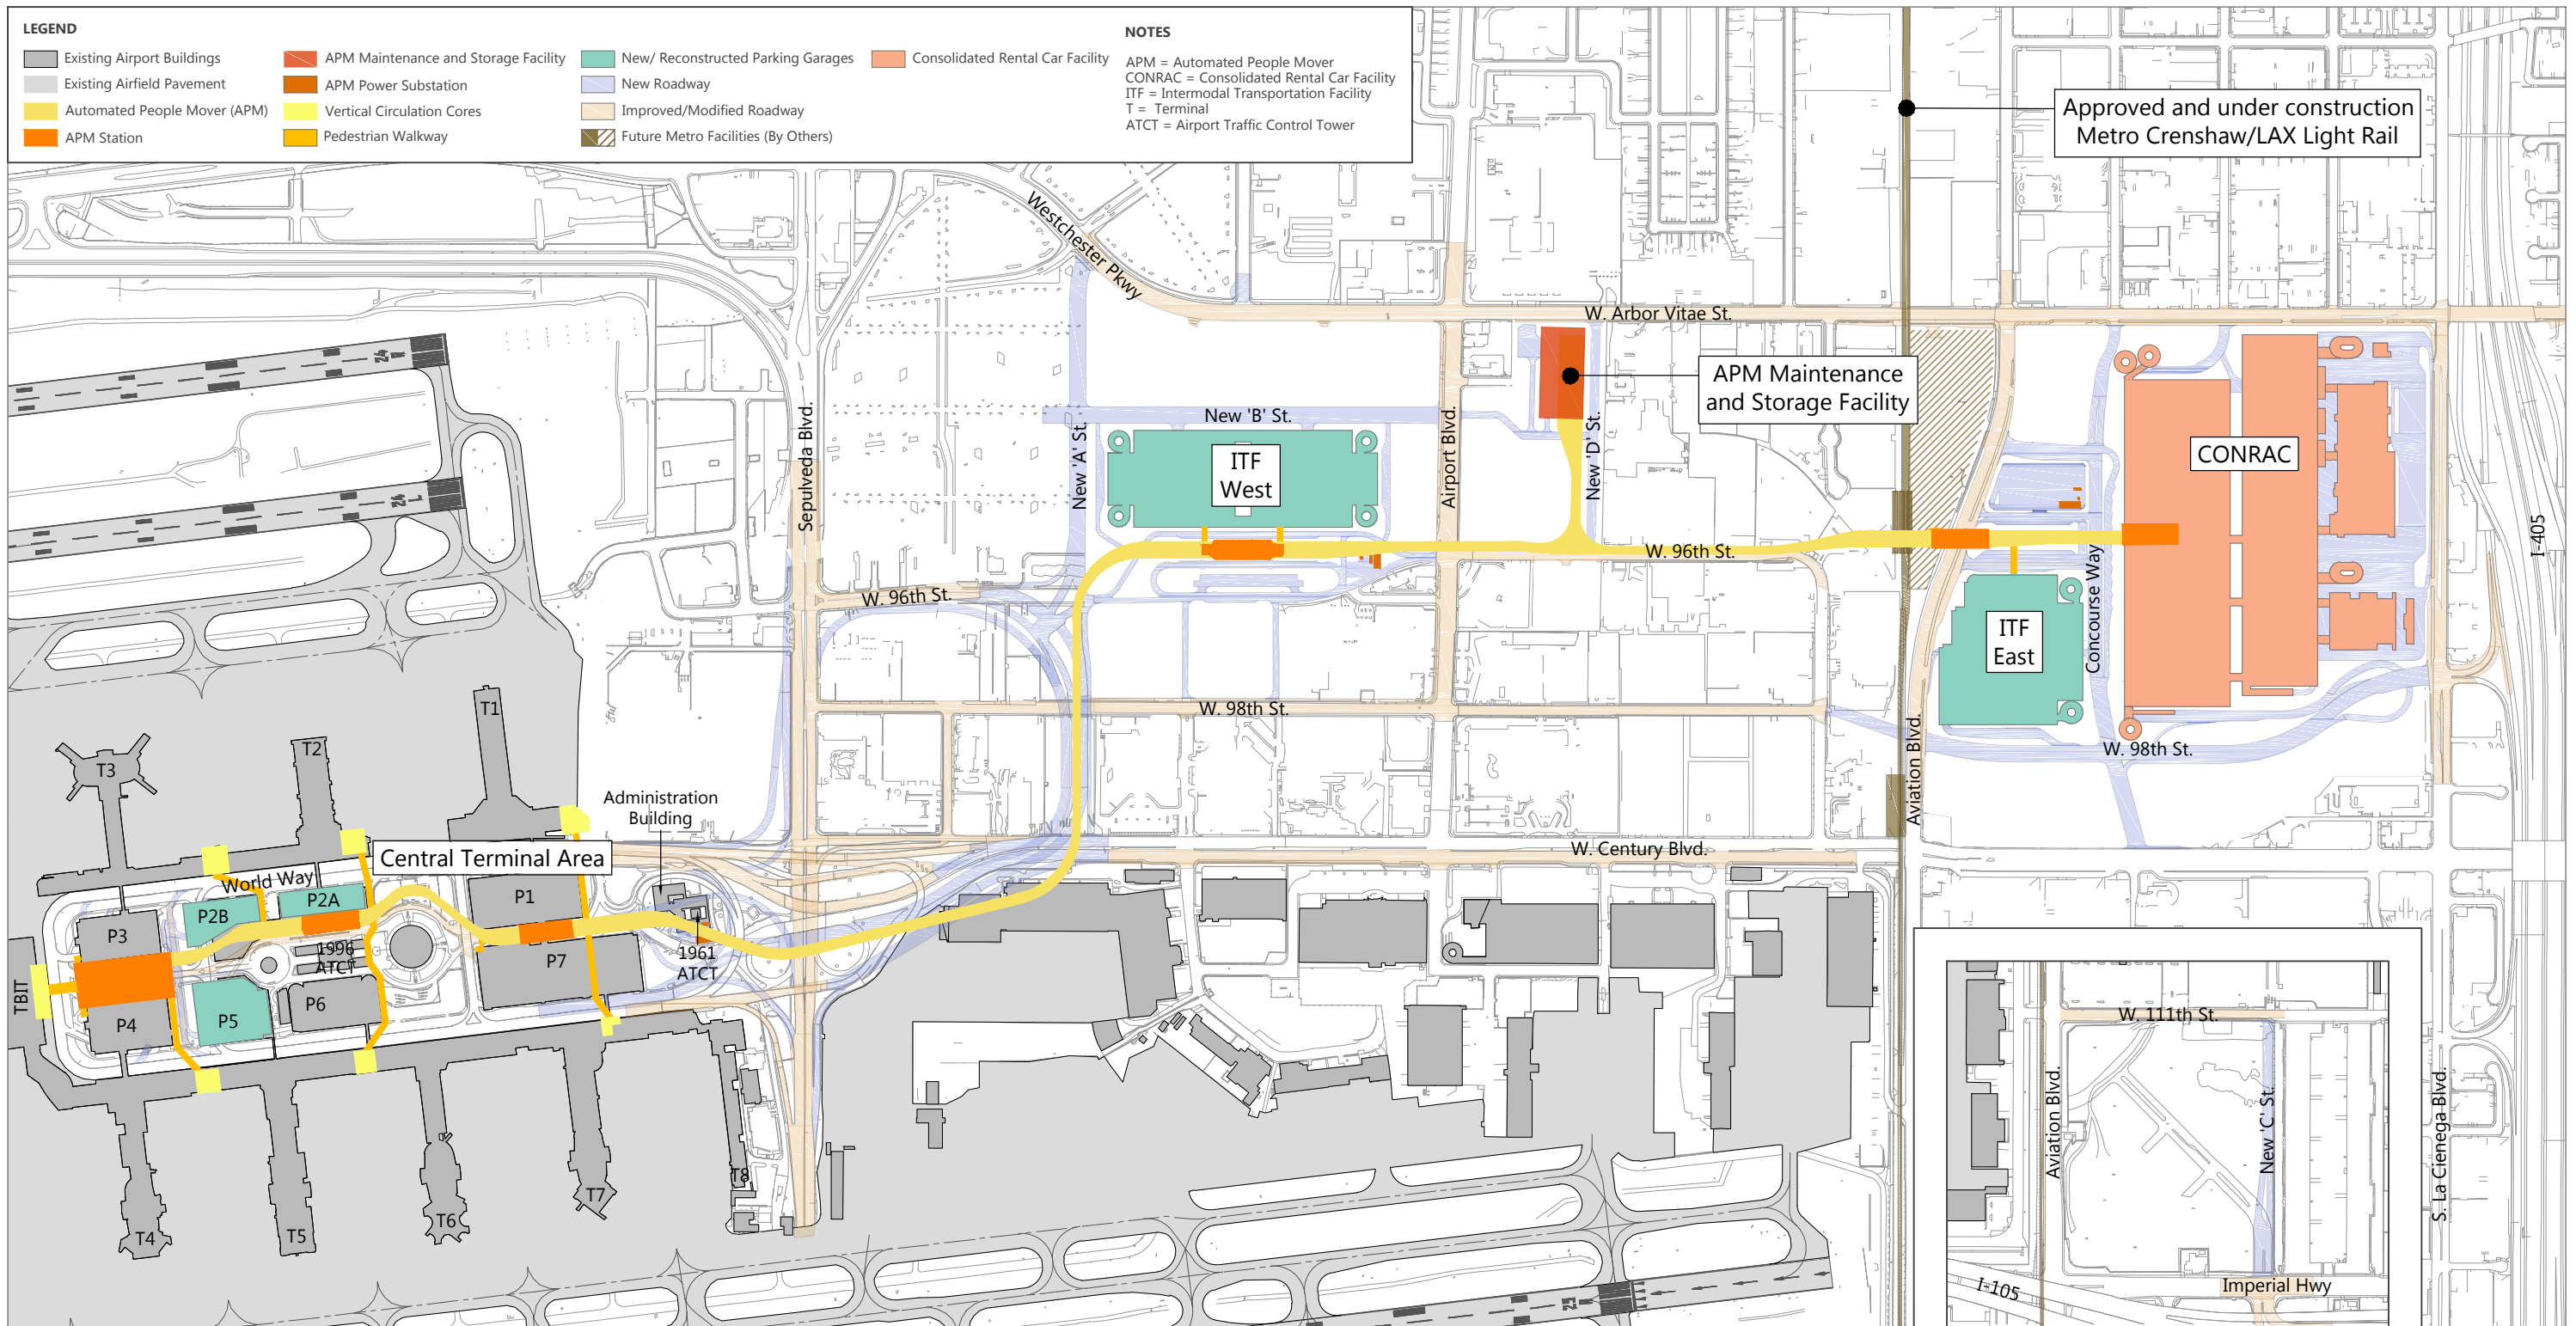 LEGEND
Existing Airport Buildings
Existing Airfield Pavement
Automated People Mover (APM)
APM Station
APM Maintenance and Storage Facility
APM Power Substation
Vertical Circulation Cores
Pedestrian Walkway
New/ Reconstructed Parking Garages
New Roadway
Improved/Modified Roadway
Future Metro Facilities (By Others)
Consolidated Rental Car Facility
NOTES
APM = Automated People Mover
CONRAC = Consolidated Rental Car Facility
ITF = Intermodal Transportation Facility
T = Terminal
ATCT = Airport Traffic Control Tower
Approved and under construction
Metro Crenshaw/LAX Light Rail
Westchester Pkwy
W. Arbor Vitae St.
APM Maintenance
and Storage Facility
24
R
24
L
Sepulveda Blvd.
New 'A' St.
New 'B' St.
ITF
West
Airport Blvd.
New 'D' St.
CONRAC
I-405
W. 96th St.
W. 96th St.
ITF
East
Concourse Way
W. 98th St.
W. 98th St.
Aviation Blvd.
T1
T2
T3
Administration
Building
Central Terminal Area
W. Century Blvd.
World Way
P2B
P2A
P1
P3
1996
ATCT
P7
1961
ATCT
TBIT
P4
P5
P6
T8
T7
T6
T5
T4
25
W. 111th St.
Aviation Blvd.
New 'C' St.
S. La Cienega Blvd.
Imperial Hwy
I-105